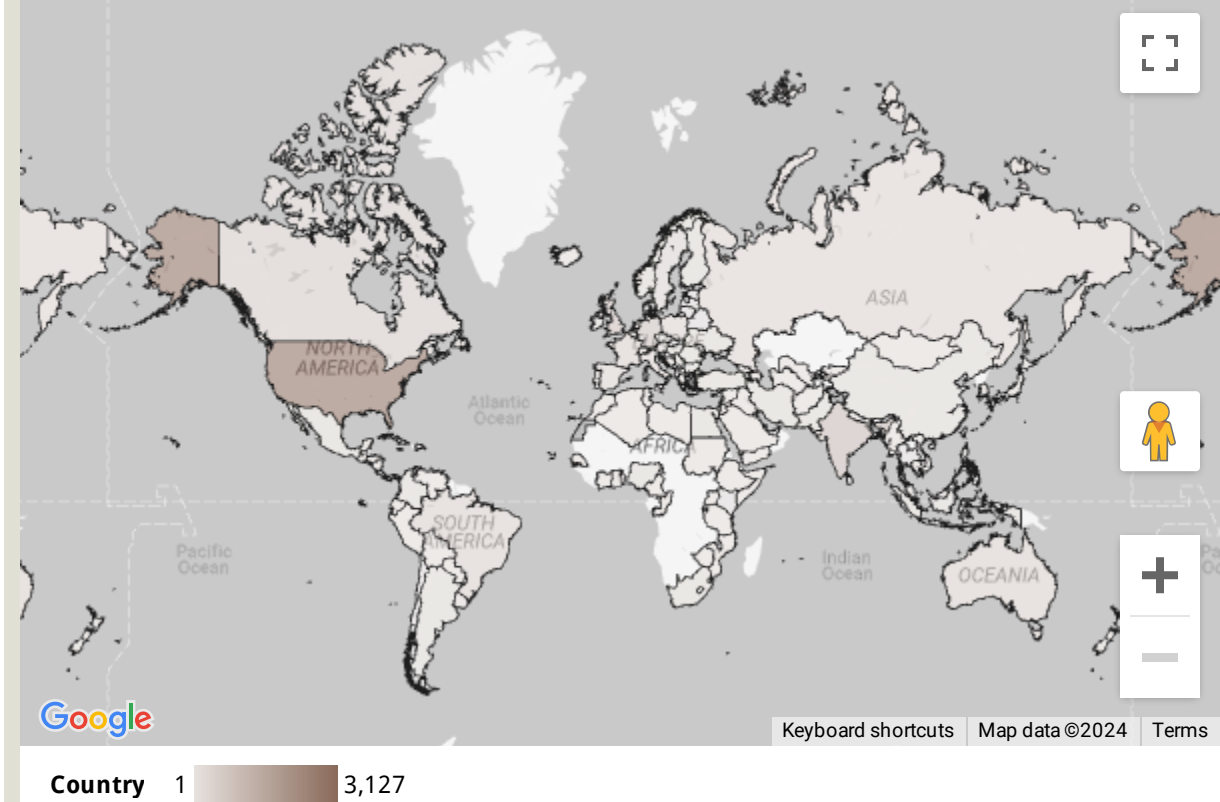 ASIA
NORTH
AMERICA
Atlantic
Ocean
AFRICA
SOUTH
AMERICA
Pacific
Ocean
Indian
Ocean
OCEANIA
Google
Keyboard shortcuts
Map data ©2024
Terms
Country 1 3,127